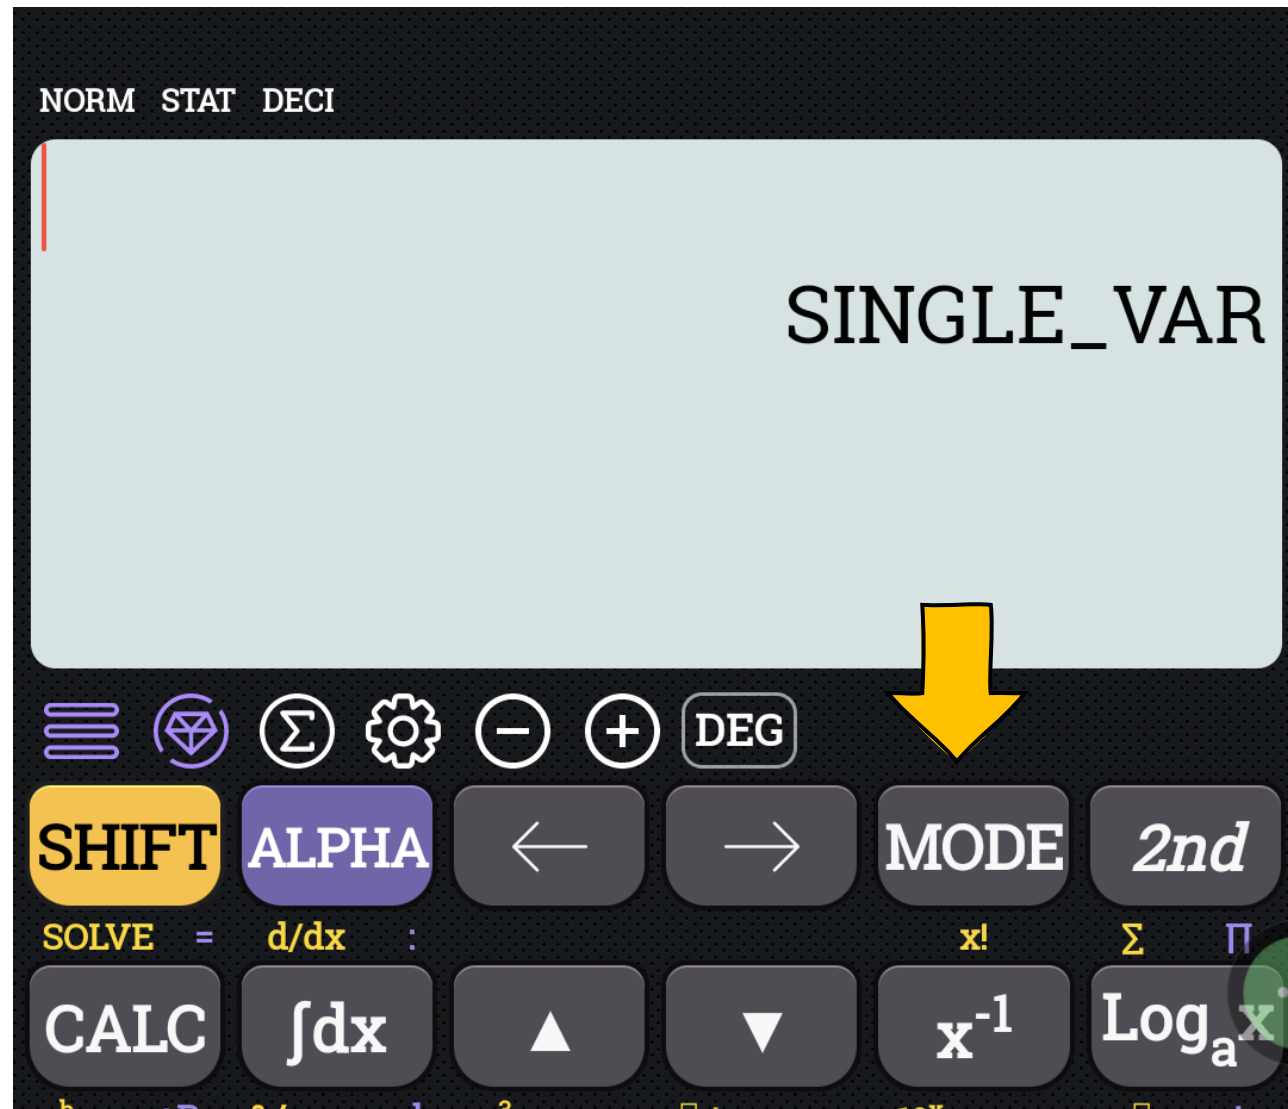 NORM STAT DECI
SINGLE_VAR
DEG
SHIFT ALPHA ← → MODE 2nd
SOLVE = d/dx : x! Σ Π
CALC ∫dx ▲ ▼ x⁻¹ Logₐx